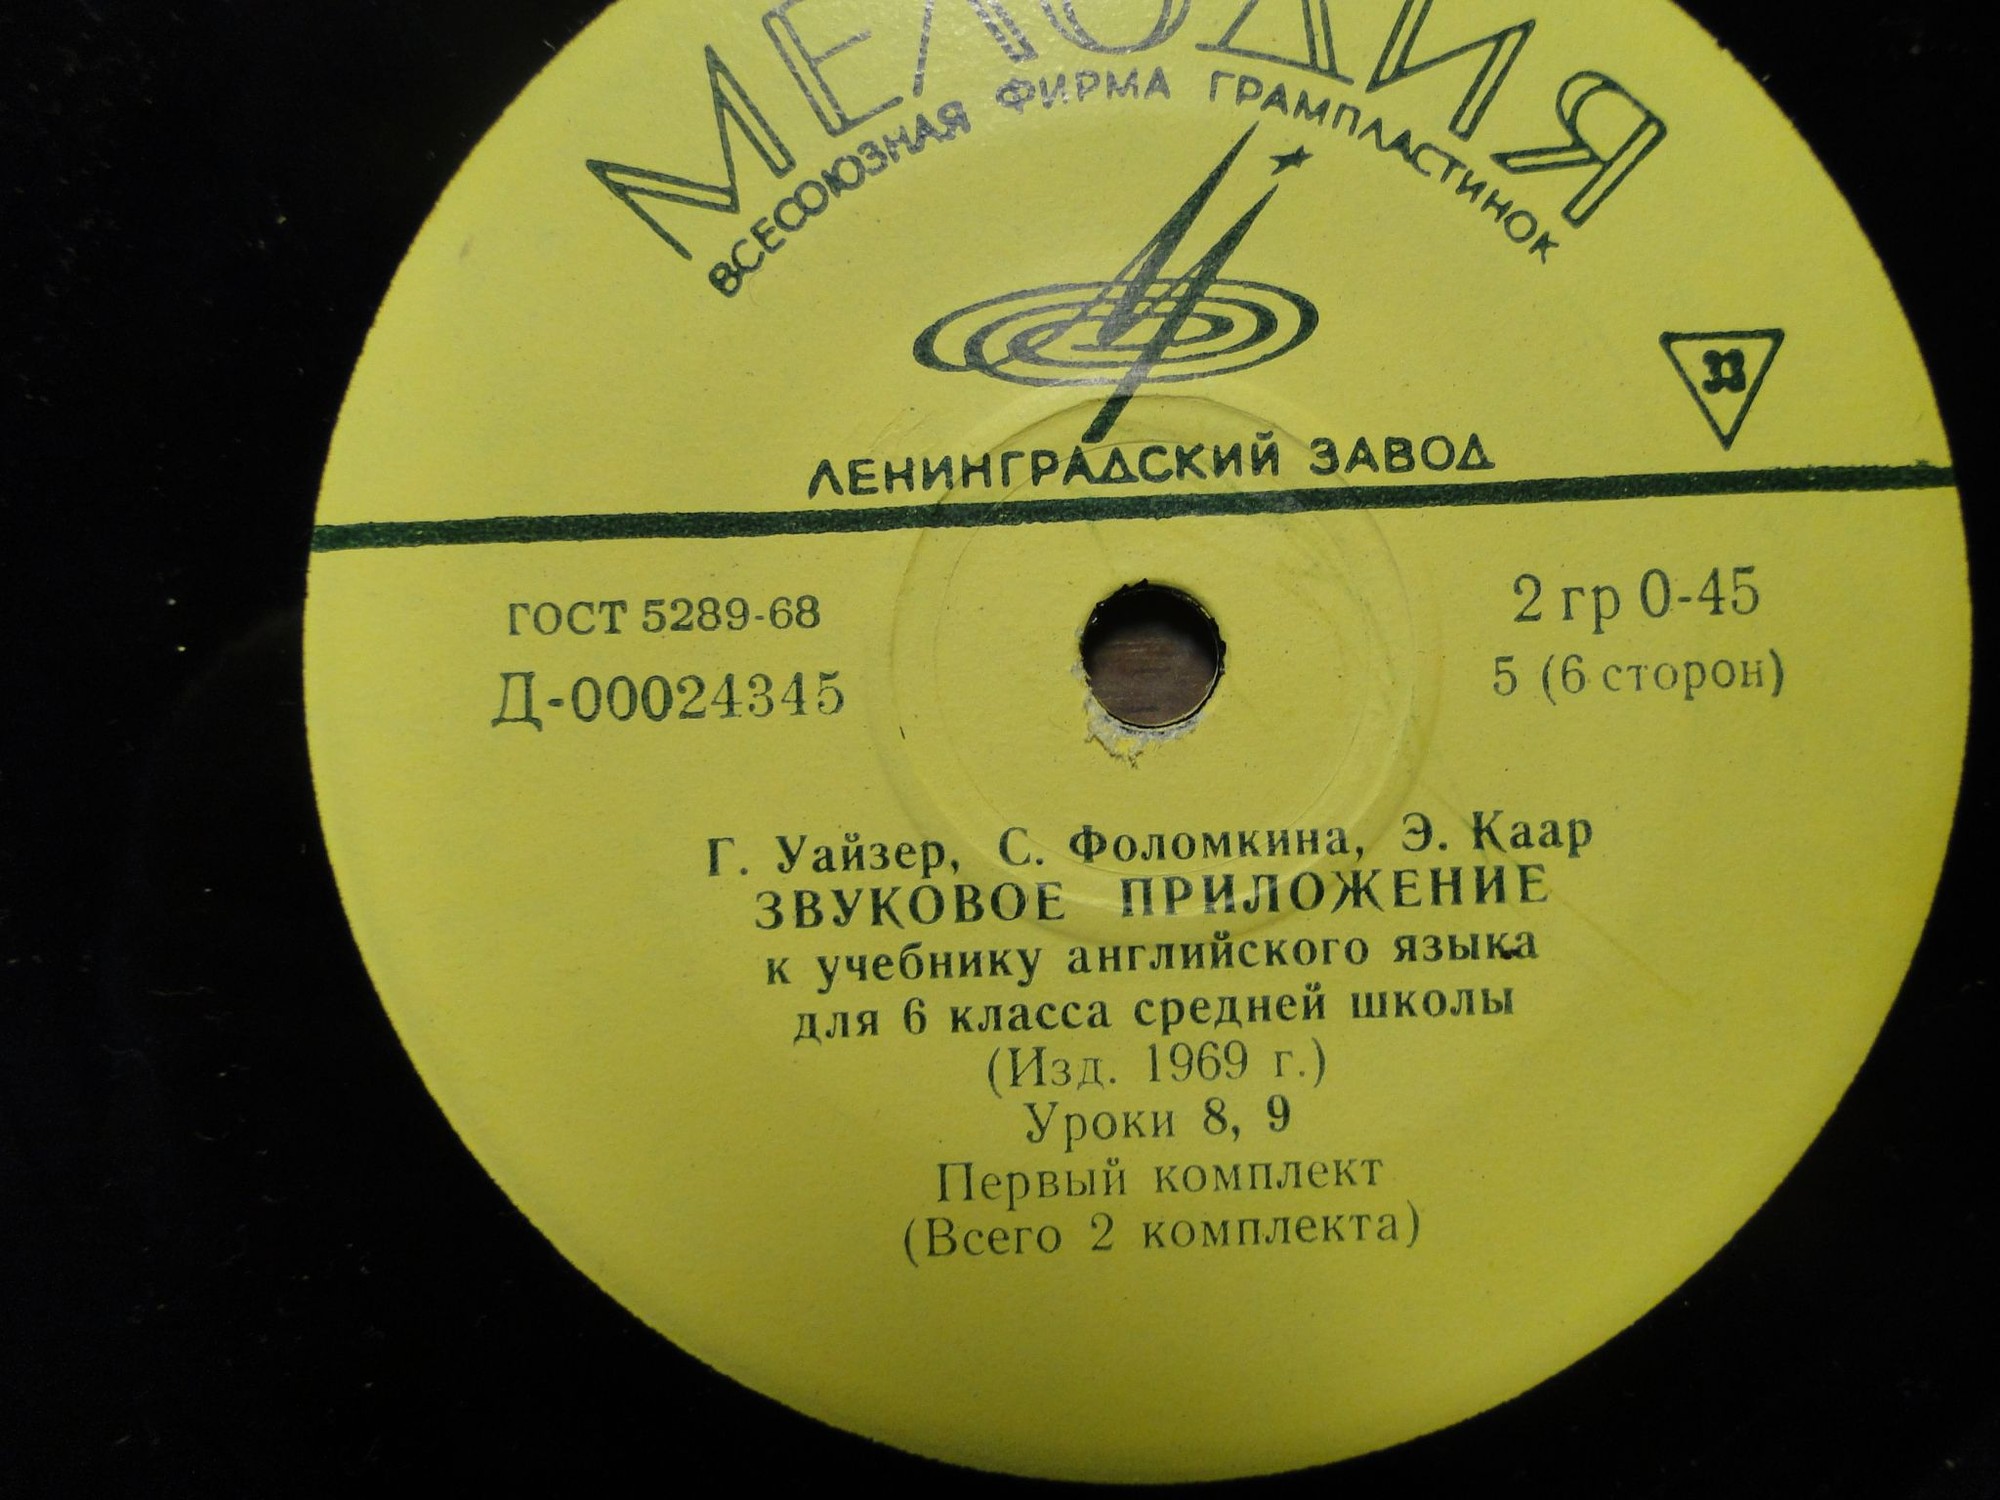 МЕЛОДИЯ
ВСЕСОЮЗНАЯ ФИРМА ГРАМПЛАСТИНОК
33
ЛЕНИНГРАДСКИЙ ЗАВОД
ГОСТ 5289-68
2 гр 0-45
Д-00024345
5 (6 сторон)
Г. Уайзер, С. Фоломкина, Э. Каар
ЗВУКОВОЕ ПРИЛОЖЕНИЕ
к учебнику английского языка
для 6 класса средней школы
(Изд. 1969 г.)
Уроки 8, 9
Первый комплект
(Всего 2 комплекта)